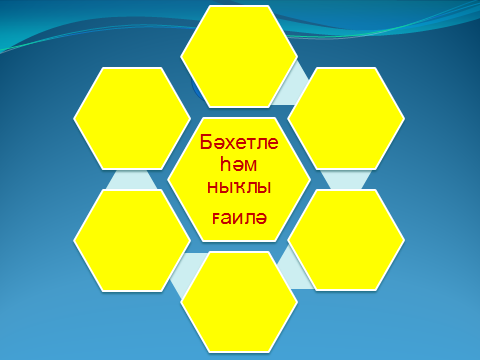 Бәхетле
һәм
ныҡлы
ғаилә